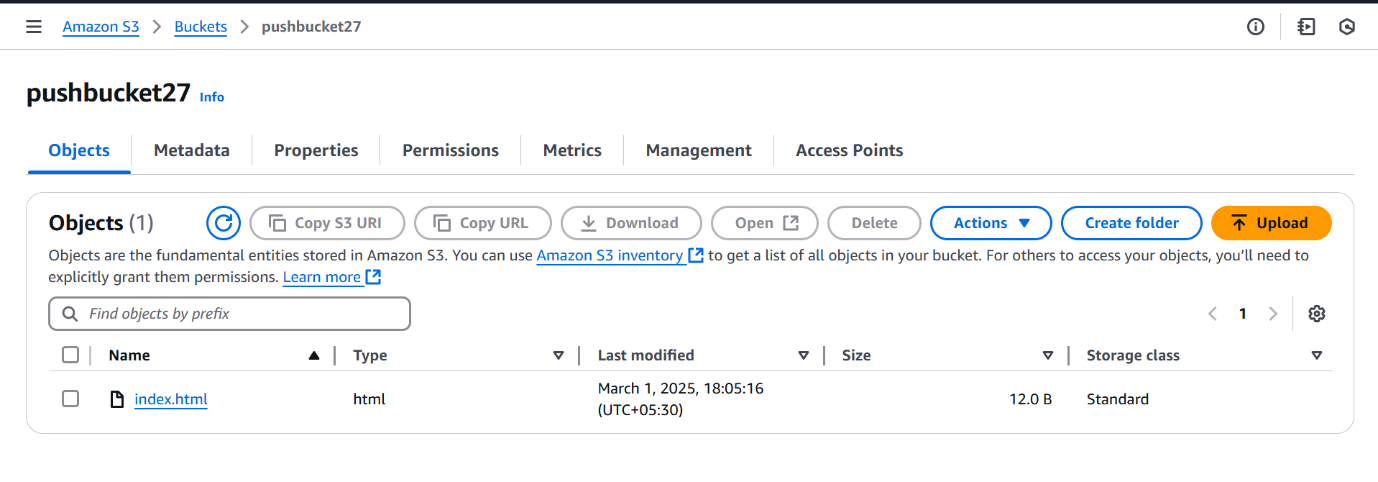 Amazon S3 > Buckets > pushbucket27
pushbucket27 Info
Objects Metadata Properties Permissions Metrics Management Access Points
Objects (1) Copy S3 URI Copy URL Download Open Delete Actions Create folder Upload
Objects are the fundamental entities stored in Amazon S3. You can use Amazon S3 inventory to get a list of all objects in your bucket. For others to access your objects, you'll need to
explicitly grant them permissions. Learn more
Find objects by prefix 1
Name Type Last modified Size Storage class
index.html html March 1, 2025, 18:05:16 12.0 B Standard
(UTC+05:30)